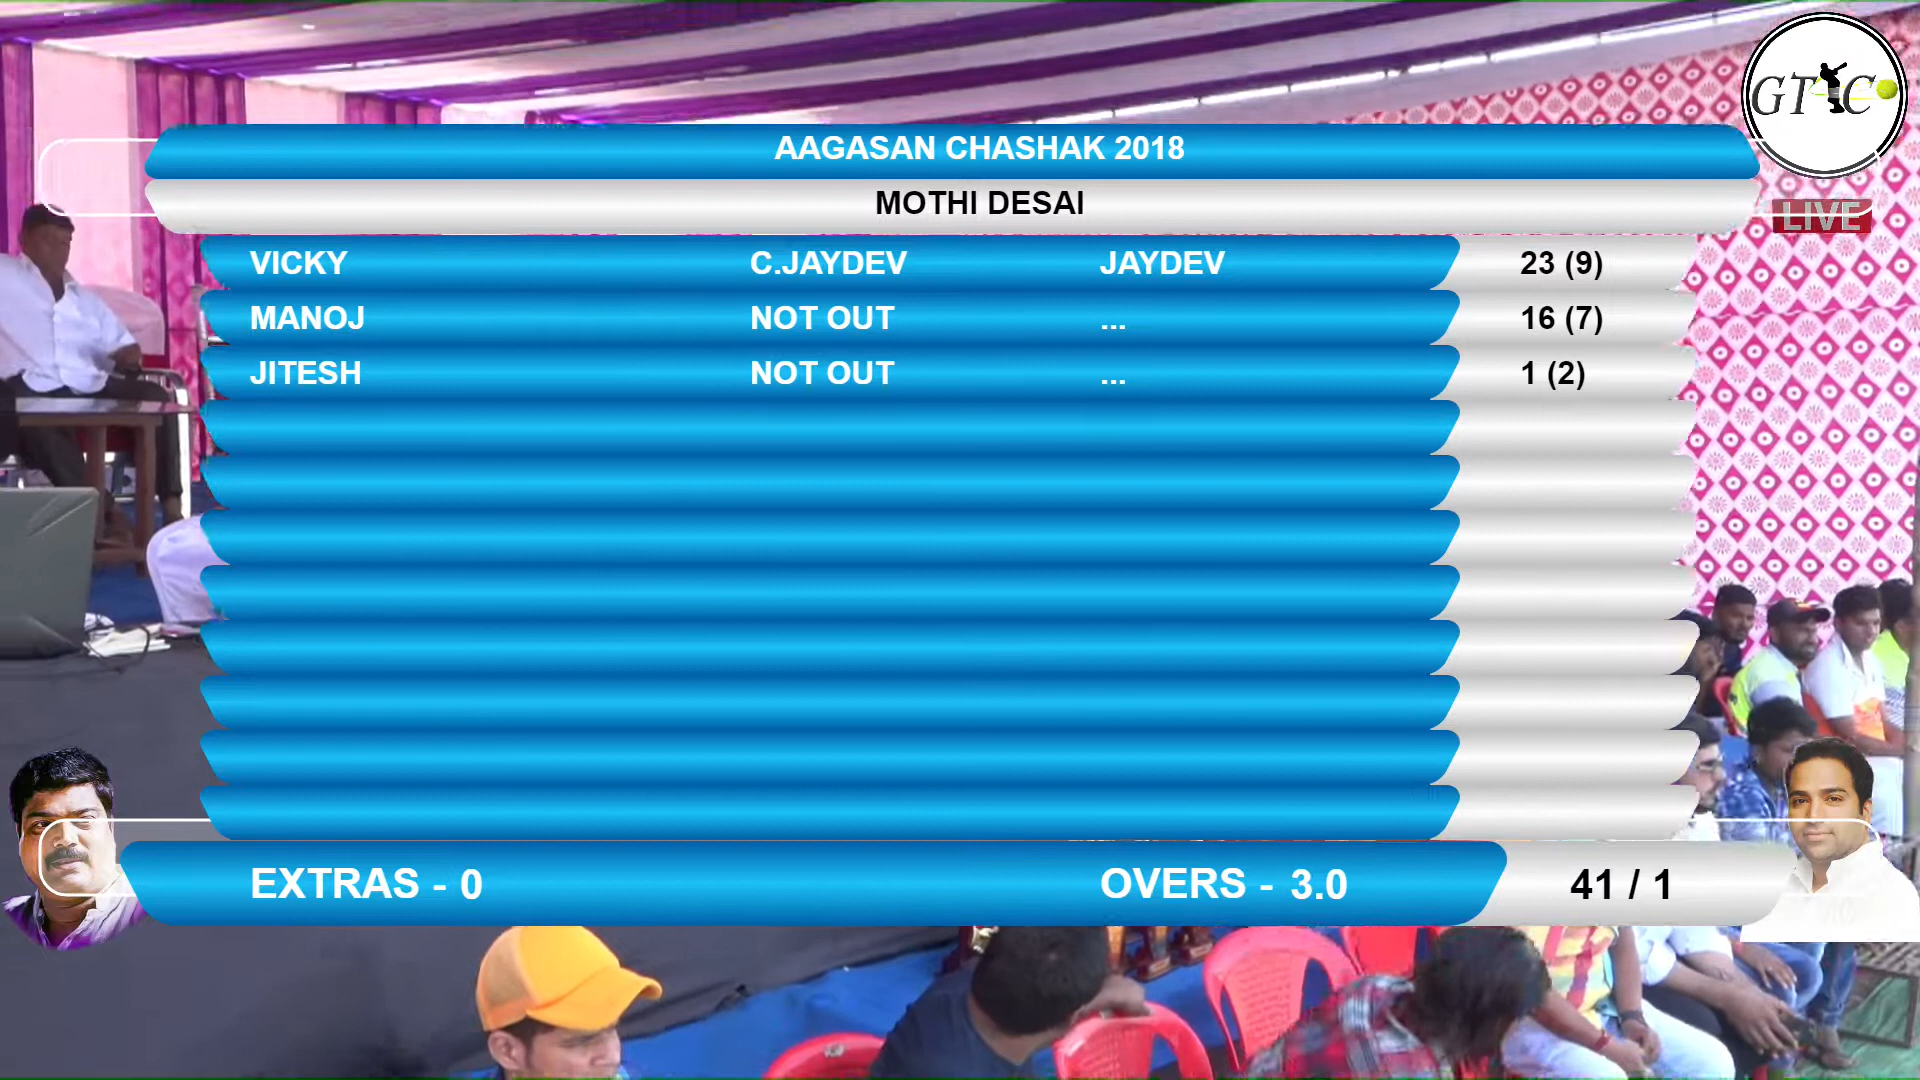 GTC
AAGASAN CHASHAK 2018
MOTHI DESAI
LIVE
VICKY C.JAYDEV JAYDEV 23 (9)
MANOJ NOT OUT ... 16 (7)
JITESH NOT OUT ... 1 (2)
EXTRAS - 0 OVERS - 3.0 41 / 1